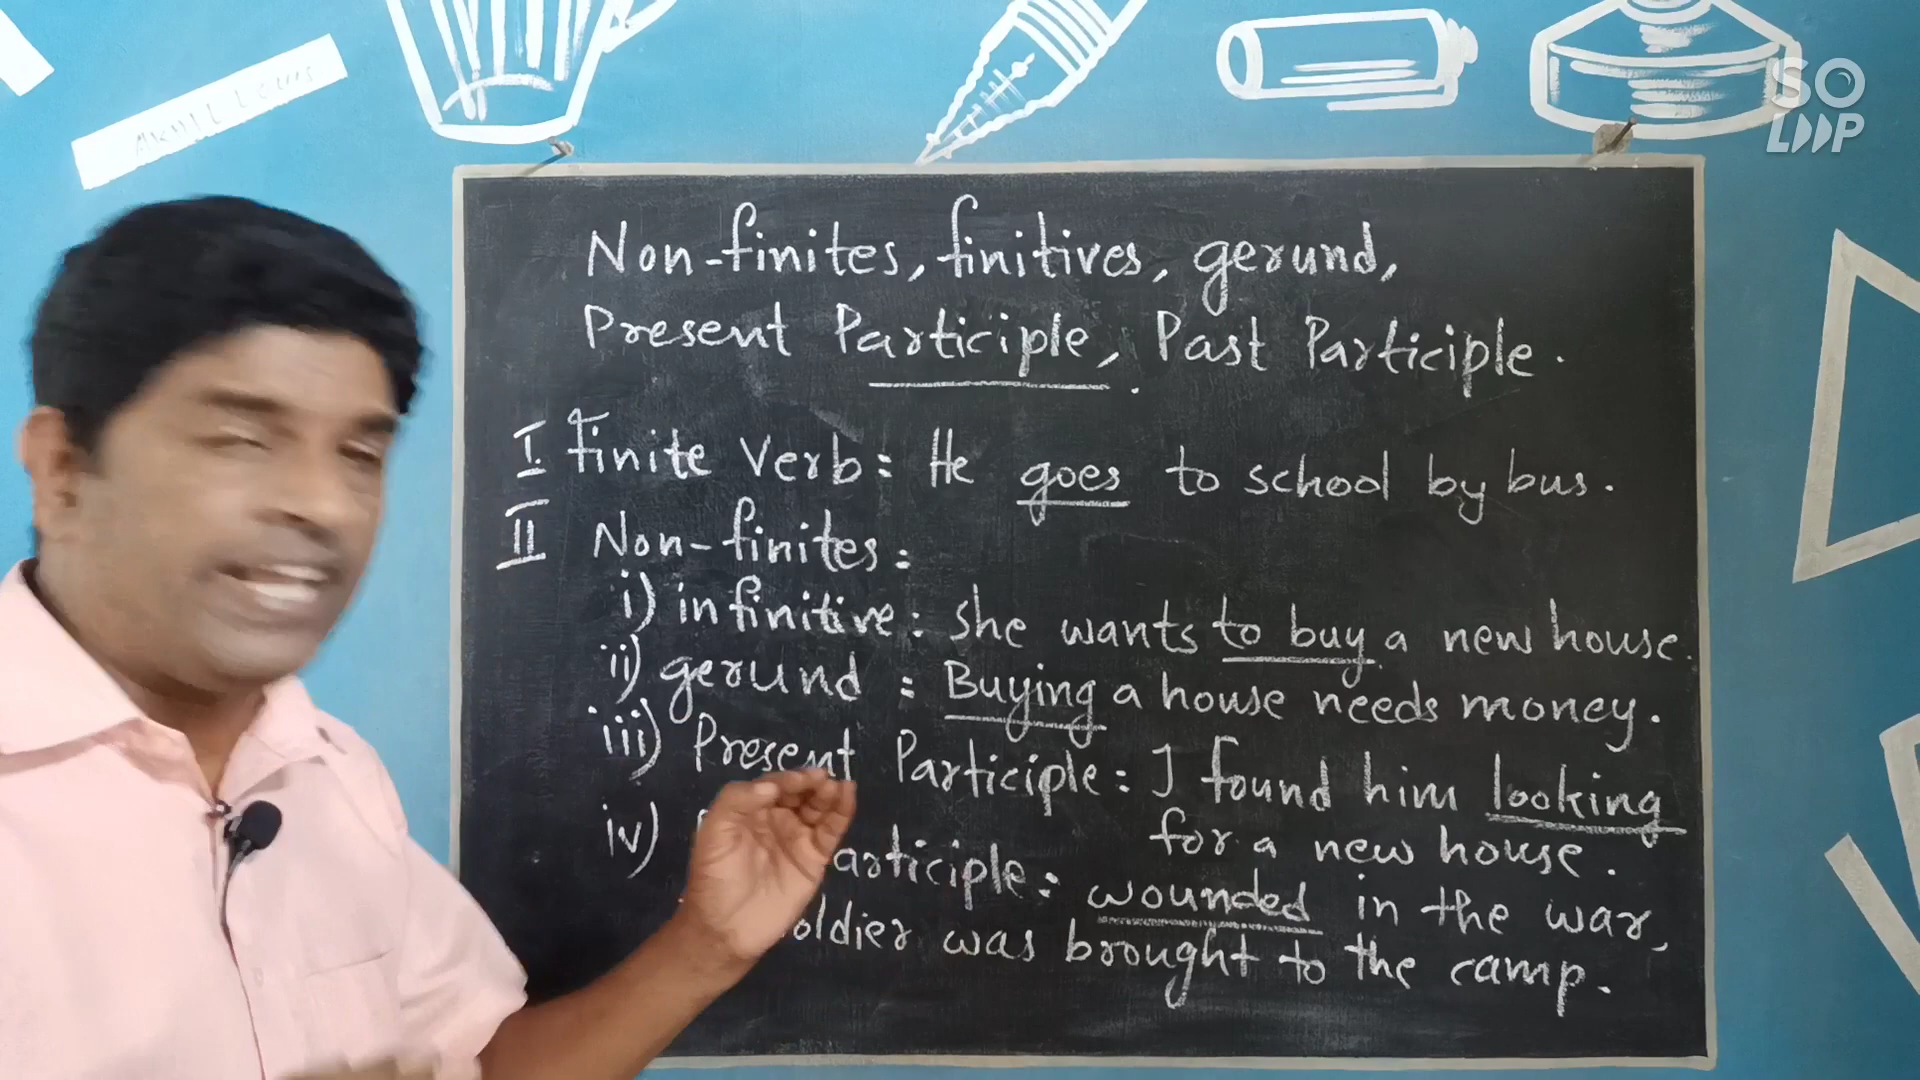 SO
LOOP
Non-finites, finitives, gerund,
Present Participle, Past Participle.
I. Finite Verb: He goes to school by bus.
II Non-finites:
i) infinitive: She wants to buy a new house.
ii) gerund : Buying a house needs money.
iii) Present Participle: I found him looking
for a new house.
iv) articiple: wounded in the war,
oldier was brought to the camp.